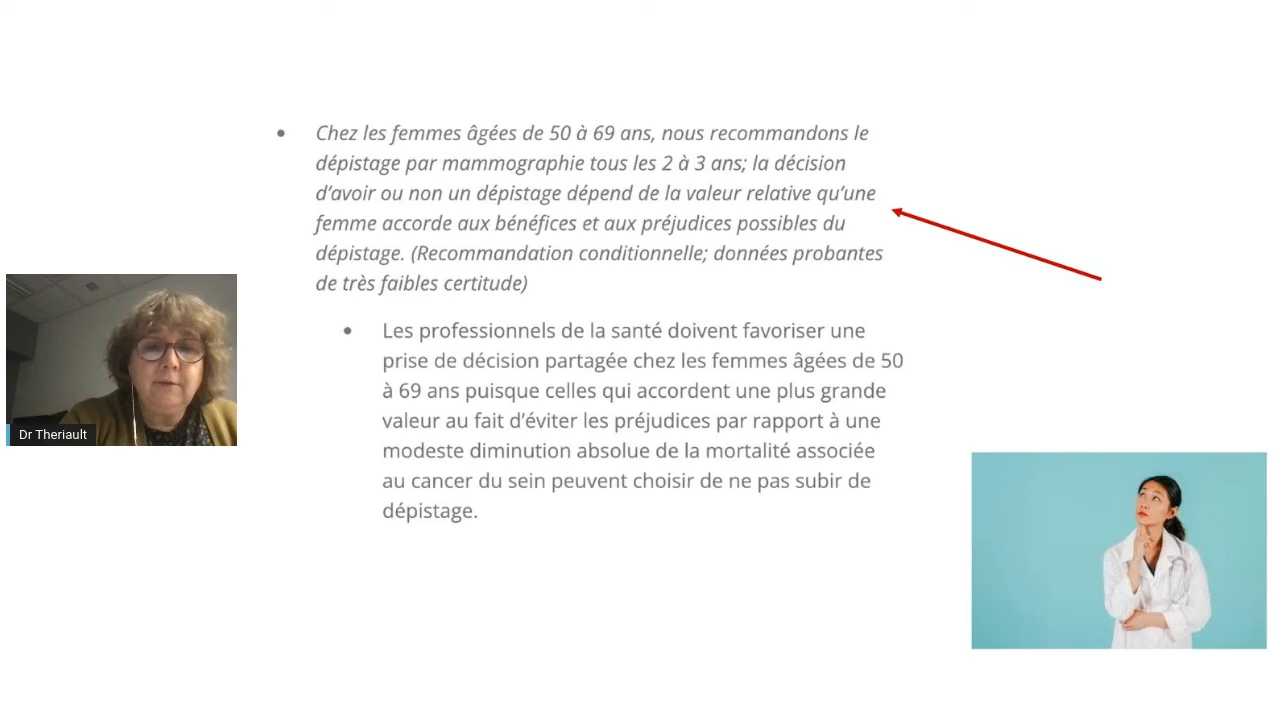 Chez les femmes âgées de 50 à 69 ans, nous recommandons le
dépistage par mammographie tous les 2 à 3 ans; la décision
d’avoir ou non un dépistage dépend de la valeur relative qu’une
femme accorde aux bénéfices et aux préjudices possibles du
dépistage. (Recommandation conditionnelle; données probantes
de très faibles certitude)
Les professionnels de la santé doivent favoriser une
prise de décision partagée chez les femmes âgées de 50
à 69 ans puisque celles qui accordent une plus grande
valeur au fait d’éviter les préjudices par rapport à une
modeste diminution absolue de la mortalité associée
au cancer du sein peuvent choisir de ne pas subir de
dépistage.
Dr Theriault